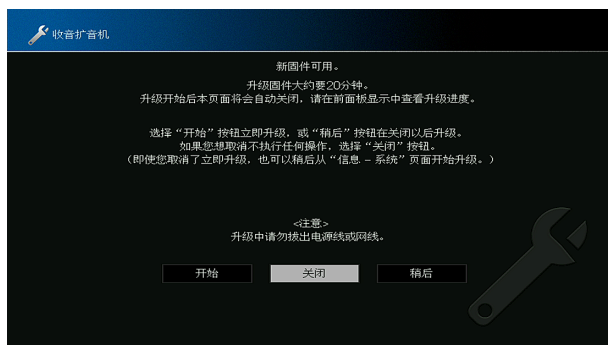 收音扩音机
新固件可用。
升级固件大约要20分钟。
升级开始后本页面将会自动关闭，请在前面板显示中查看升级进度。
选择“开始”按钮立即升级，或“稍后”按钮在关闭以后升级。
如果您想取消不执行任何操作，选择“关闭”按钮。
（即使您取消了立即升级，也可以稍后从“信息 – 系统”页面开始升级。）
<注意>
升级中请勿拔出电源线或网线。
开始 关闭 稍后